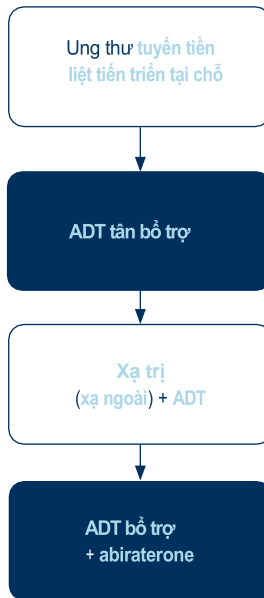 Ung thư tuyến tiền
liệt tiến triển tại chỗ
ADT tân bổ trợ
Xạ trị
(xạ ngoài) + ADT
ADT bổ trợ
+ abiraterone